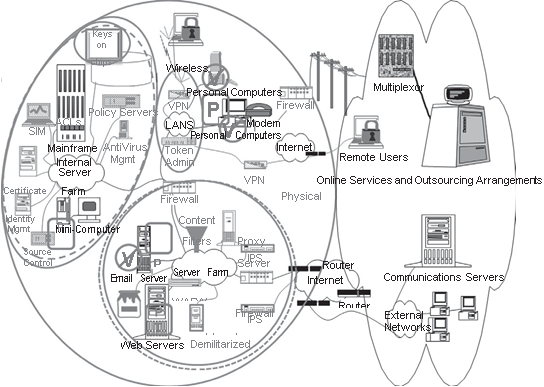 Keys on
Wireless
Multiplexor
Personal Computers
VPN
Policy Servers
Firewall
P
SIM
ACLs
LANS
Modem
Personal Computers
Mainframe
AntiVirus
Mgmt
Token
Admin
Internet
Remote Users
Internal
Server
Farm
VPN
Online Services and Outsourcing Arrangements
Certificate
Firewall
Physical
Identity
Mgmt
Mini-Computer
Content
Filters
Proxy
IPS
Source
Control
Server
P
Email Server
Server Farm
Router
Internet
Communications Servers
Router
Firewall
IPS
External
Networks
Web Servers
Demilitarized